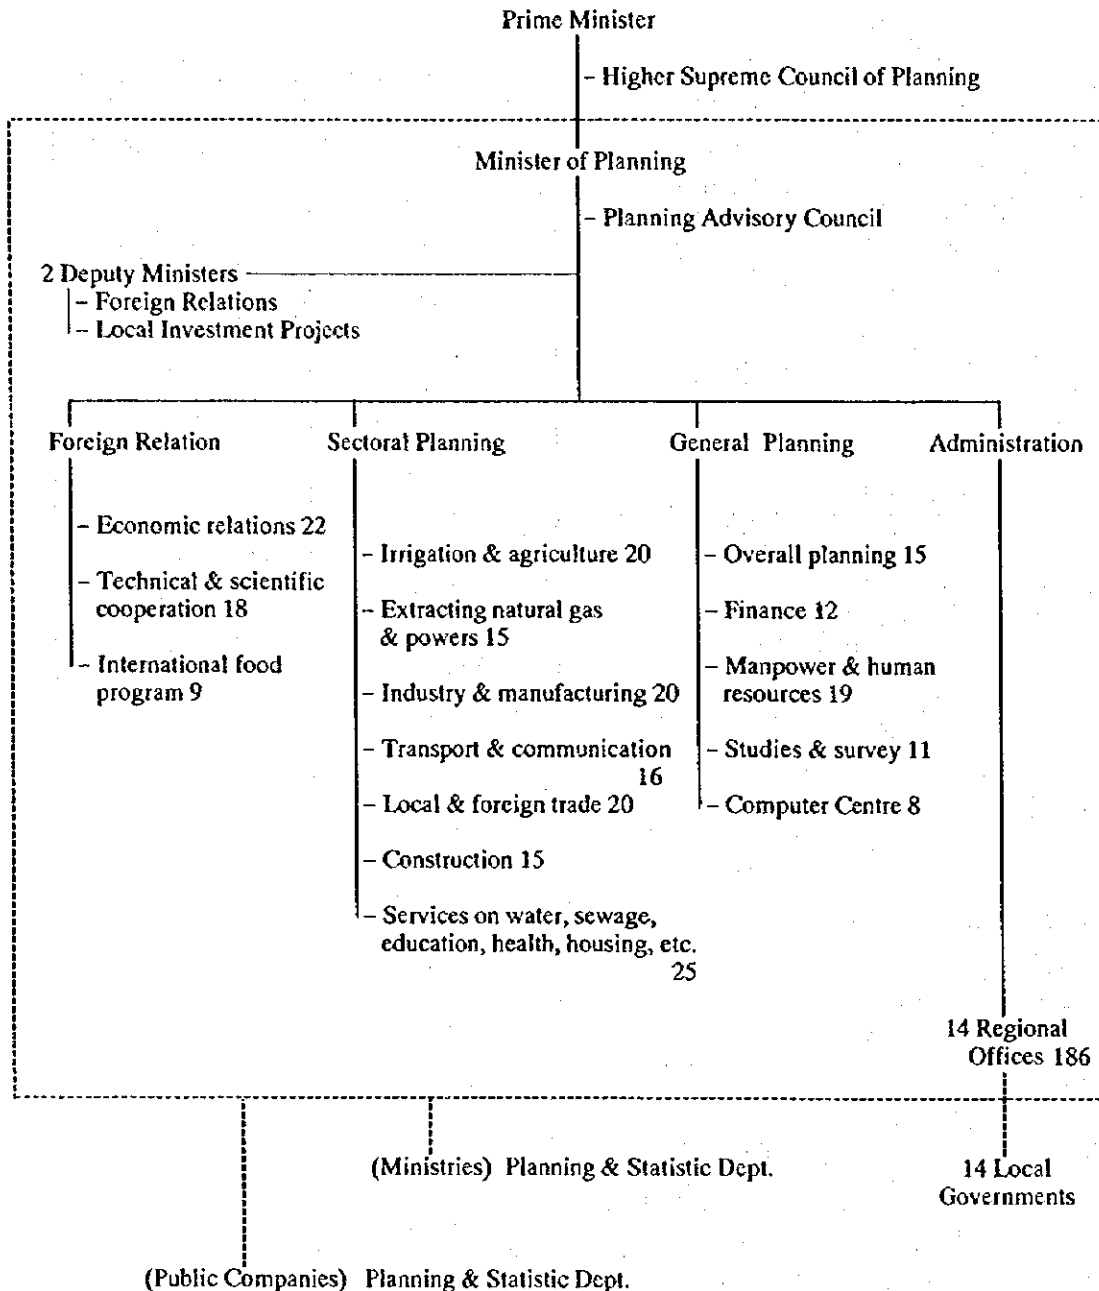 Prime Minister
– Higher Supreme Council of Planning
Minister of Planning
– Planning Advisory Council
2 Deputy Ministers
– Foreign Relations
– Local Investment Projects
Foreign Relation
– Economic relations 22
– Technical & scientific
cooperation 18
– International food
program 9
Sectoral Planning
– Irrigation & agriculture 20
– Extracting natural gas
& powers 15
– Industry & manufacturing 20
– Transport & communication
16
– Local & foreign trade 20
– Construction 15
– Services on water, sewage,
education, health, housing, etc.
25
General Planning
– Overall planning 15
– Finance 12
– Manpower & human
resources 19
– Studies & survey 11
– Computer Centre 8
Administration
14 Regional
Offices 186
(Ministries) Planning & Statistic Dept.
14 Local
Governments
(Public Companies) Planning & Statistic Dept.